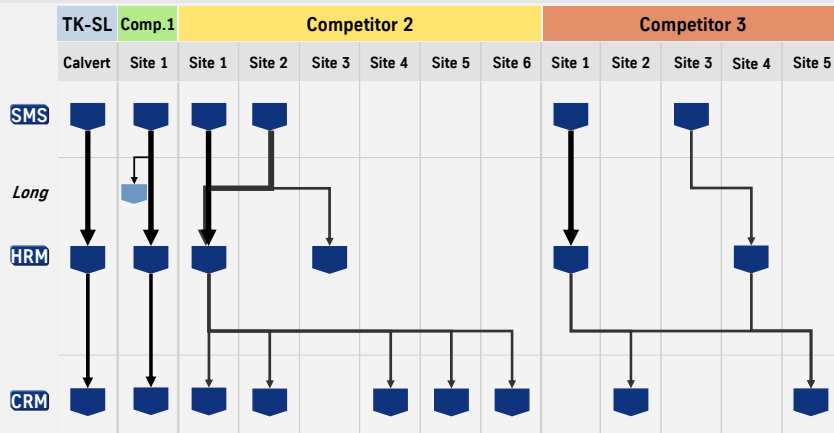 TK-SL Comp.1 Competitor 2 Competitor 3
Calvert Site 1 Site 1 Site 2 Site 3 Site 4 Site 5 Site 6 Site 1 Site 2 Site 3 Site 4 Site 5
SMS
Long
HRM
CRM